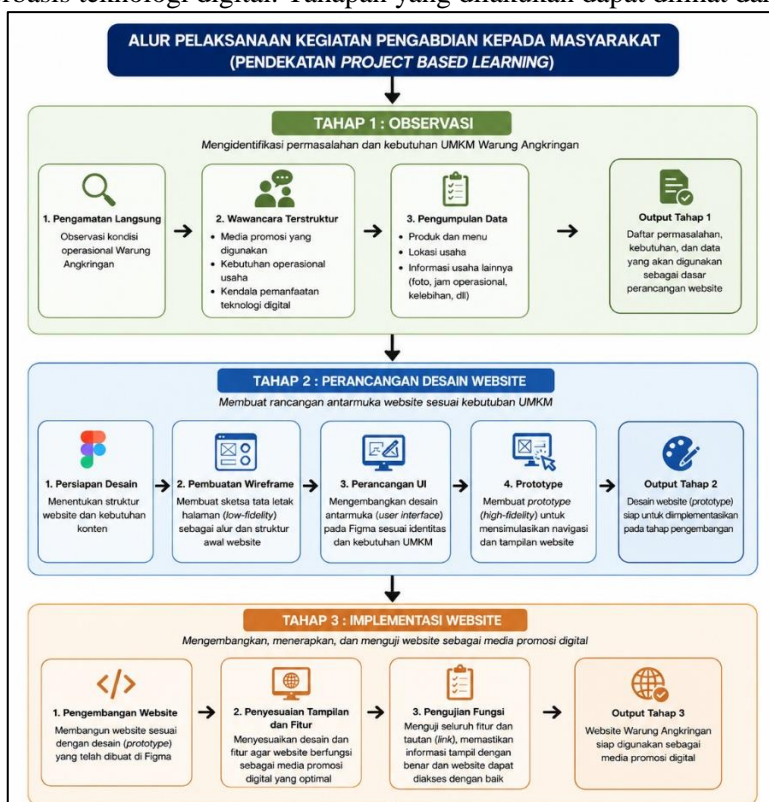 rbasis teknologi digital. Tahapan yang dilakukan dapat dilihat da
ALUR PELAKSANAAN KEGIATAN PENGABDIAN KEPADA MASYARAKAT
(PENDEKATAN PROJECT BASED LEARNING)
TAHAP 1 : OBSERVASI
Mengidentifikasi permasalahan dan kebutuhan UMKM Warung Angkringan
1. Pengamatan Langsung
Observasi kondisi
operasional Warung
Angkringan
2. Wawancara Terstruktur
• Media promosi yang
digunakan
• Kebutuhan operasional
usaha
• Kendala pemanfaatan
teknologi digital
3. Pengumpulan Data
• Produk dan menu
• Lokasi usaha
• Informasi usaha lainnya
(foto, jam operasional,
kelebihan, dll)
Output Tahap 1
Daftar permasalahan,
kebutuhan, dan data
yang akan digunakan
sebagai dasar
perancangan website
TAHAP 2 : PERANCANGAN DESAIN WEBSITE
Membuat rancangan antarmuka website sesuai kebutuban UMKM
1. Persiapan Desain
Menentukan struktur
website dan kebutuhan
konten
2. Pembuatan Wireframe
Membuat sketsa tata letak
halaman (low-fidelity)
sebagai alur dan struktur
awal website
3. Perancangan UI
Mengembangkan desain
antarmuka (user interface)
pada Figma sesuai identitas
dan kebutuhan UMKM
4. Prototype
Membuat prototype
(high-fidelity) untuk
mensimulasikan navigasi
dan tampilan website
Output Tahap 2
Desain website (prototype)
siap untuk dimplementasikan
pada tahap pengembangan
TAHAP 3 : IMPLEMENTASI WEBSITE
Mengembangkan, menerapkan, dan menguji website sebagai media promosi digital
1. Pengembangan Website
Membangun website sesuai
dengan desain (prototype)
yang telah dibuat di Figma
2. Penyesuaian Tampilan
dan Fitur
Menyesuaikan desain dan
fitur agar website berfungsi
sebagai media promosi
digital yang optimal
3. Pengujian Fungsi
Menguji seluruh fitur dan
tautan (link), memastikan
informasi tampil dengan
benar dan website dapat
diakses dengan baik
Output Tahap 3
Website Warung Angkringan
siap digunakan sebagai
media promosi digital